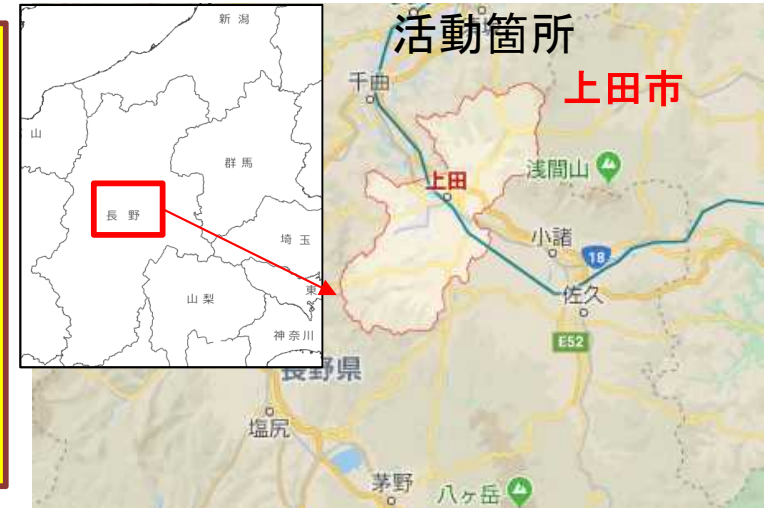 活動箇所
上田市
新潟
山
群馬
長野
埼玉
山梨
東
神奈川
千曲
上田
浅間山
小諸
18
佐久
E52
長野県
塩尻
茅野
八ヶ岳